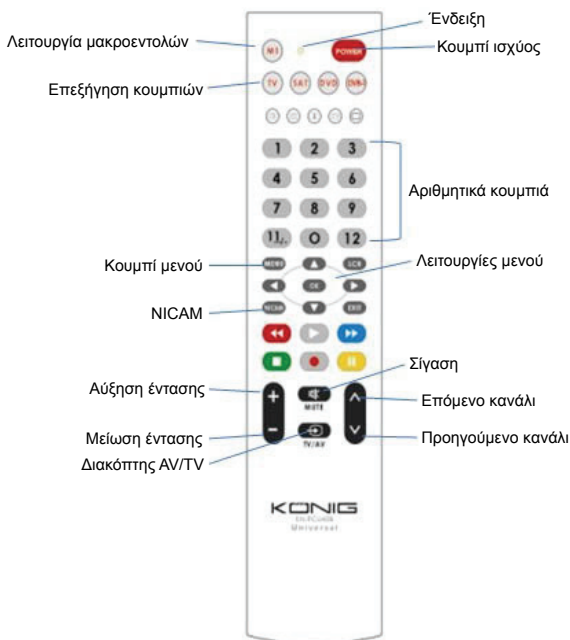 Ένδειξη
Λειτουργία μακροεντολών
Κουμπί ισχύος
M1
POWER
Επεξήγηση κουμπιών
TV SAT DVD
1 2 3
4 5 6
Αριθμητικά κουμπιά
7 8 9
11 0 12
Κουμπί μενού
MENU
Λειτουργίες μενού
OK
NICAM
NICAM EXIT
Σίγαση
Αύξηση έντασης
+
MUTE
Επόμενο κανάλι
Μείωση έντασης
-
Προηγούμενο κανάλι
TV/AV
Διακόπτης AV/TV
KÖNIG
Universal